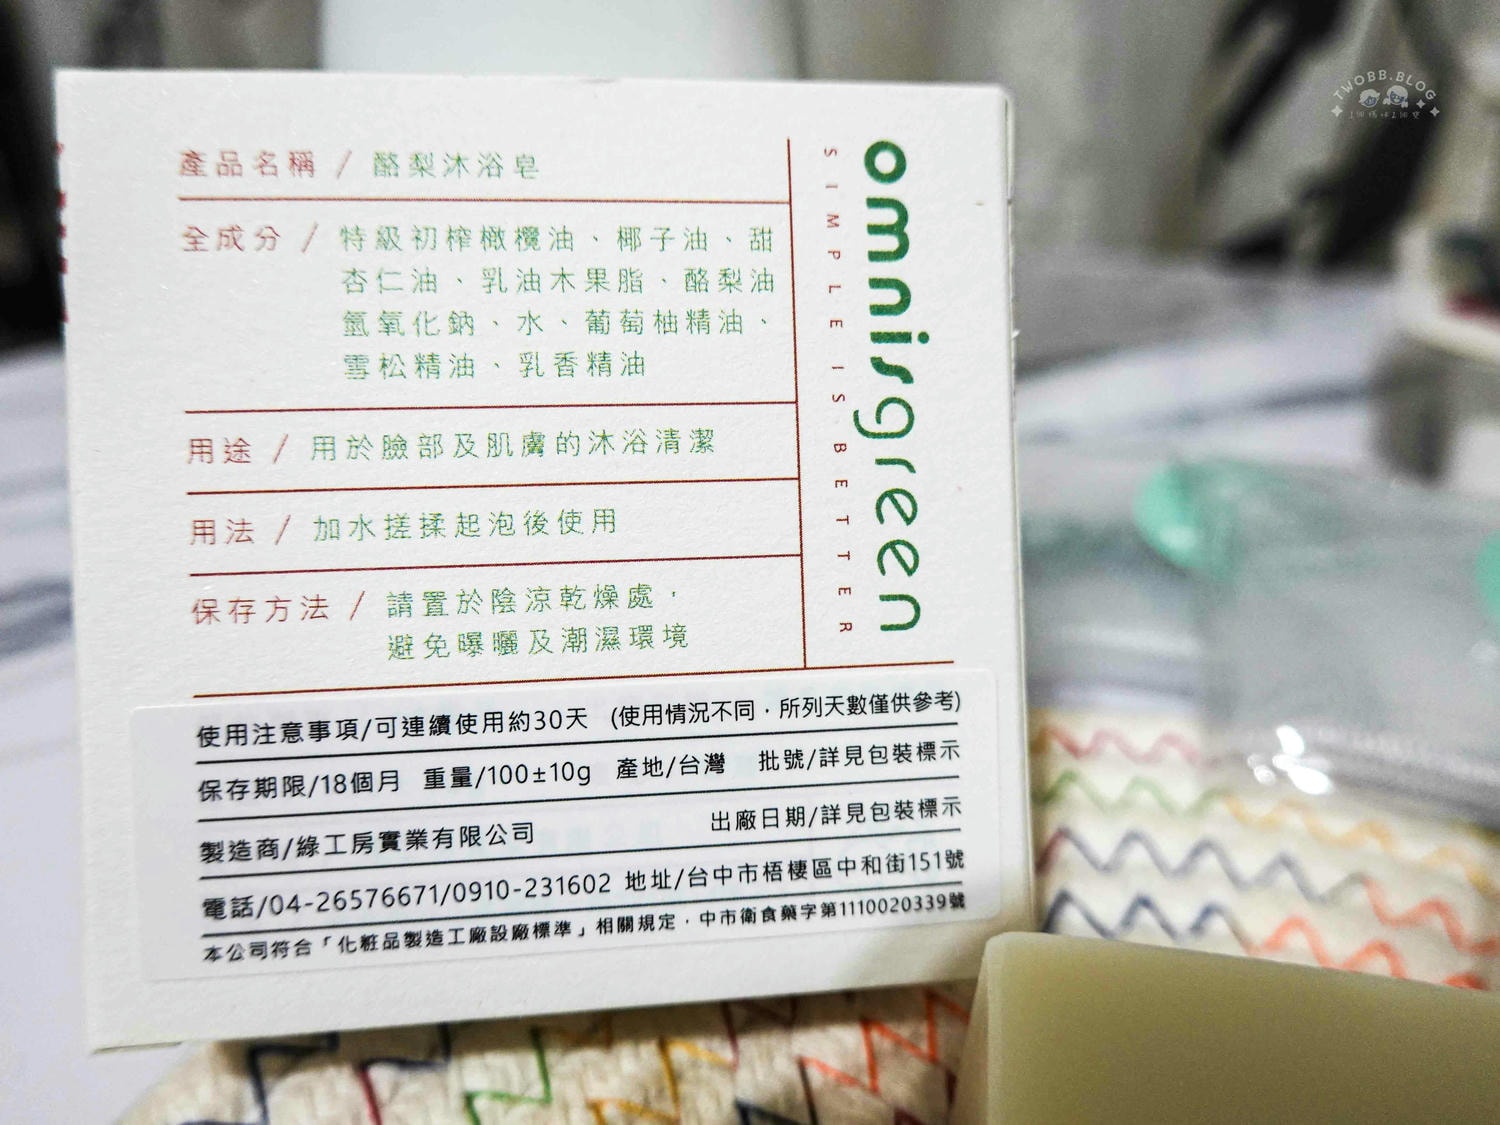 產品名稱 / 酪梨沐浴皂
全成分 / 特級初榨橄欖油、椰子油、甜
杏仁油、乳油木果脂、酪梨油
氫氧化鈉、水、葡萄柚精油、
雪松精油、乳香精油
用途 / 用於臉部及肌膚的沐浴清潔
用法 / 加水搓揉起泡後使用
保存方法 / 請置於陰涼乾燥處，
避免曝曬及潮濕環境
omnisgreen
SIMPLE IS BETTER
使用注意事項/可連續使用約30天 (使用情況不同，所列天數僅供參考)
保存期限/18個月 重量/100±10g 產地/台灣 批號/詳見包裝標示
製造商/綠工房實業有限公司 出廠日期/詳見包裝標示
電話/04-26576671/0910-231602 地址/台中市梧棲區中和街151號
本公司符合「化粧品製造工廠設廠標準」相關規定，中市衛食藥字第1110020339號
TWOBB.BLOG